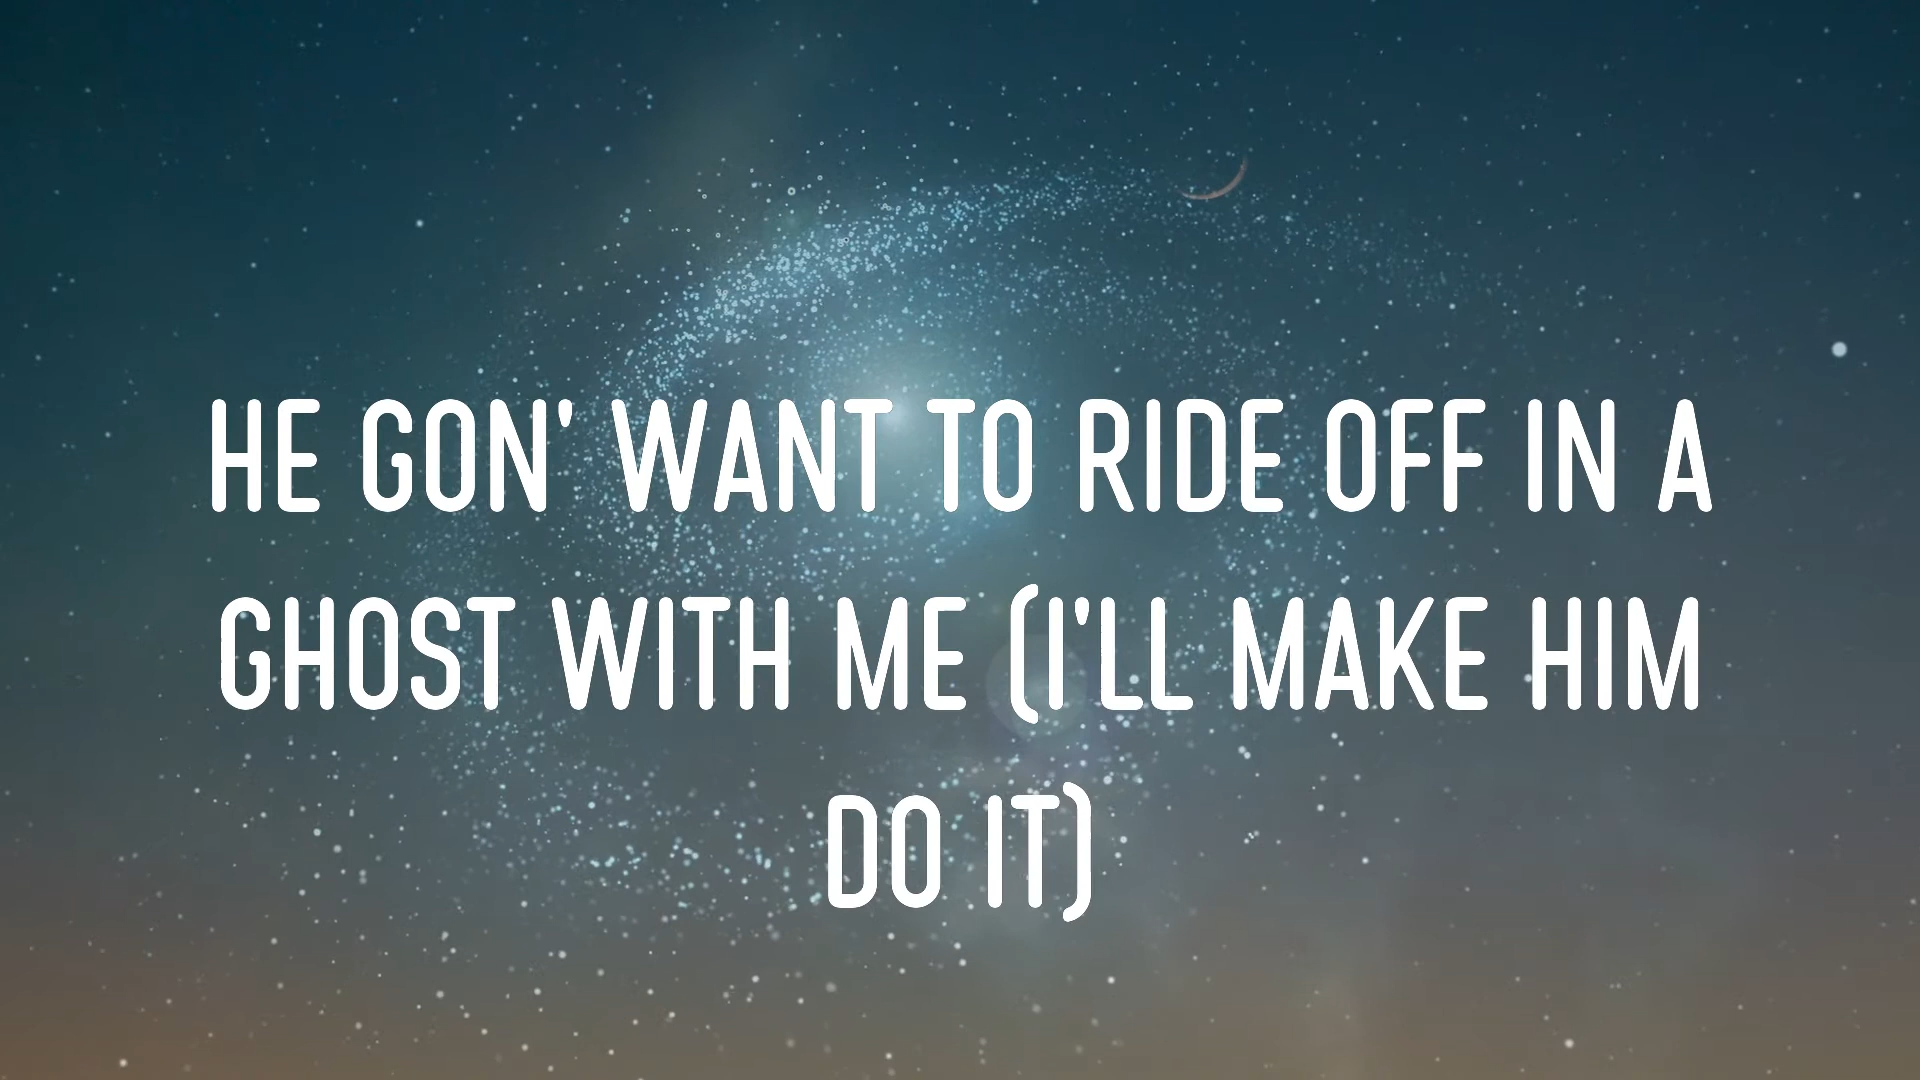 HE GON' WANT TO RIDE OFF IN A
GHOST WITH ME (I'LL MAKE HIM
DO IT)